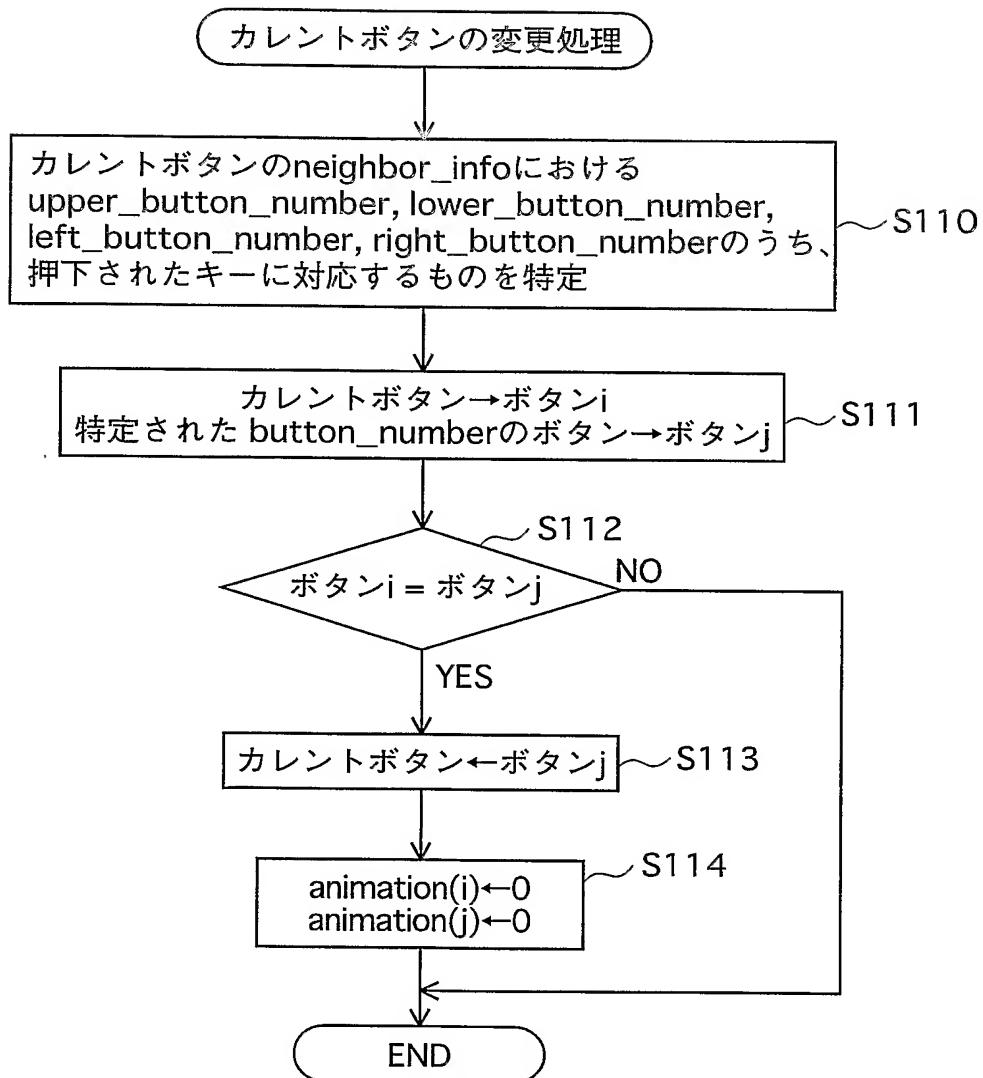 カレントボタンの変更処理
カレントボタンのneighbor_infoにおける
upper_button_number, lower_button_number,
left_button_number, right_button_numberのうち、
押下されたキーに対応するものを特定
S110
カレントボタン→ボタンi
特定された button_numberのボタン→ボタンj
S111
S112
ボタンi = ボタンj
NO
YES
カレントボタン←ボタンj
S113
animation(i)←0
animation(j)←0
S114
END